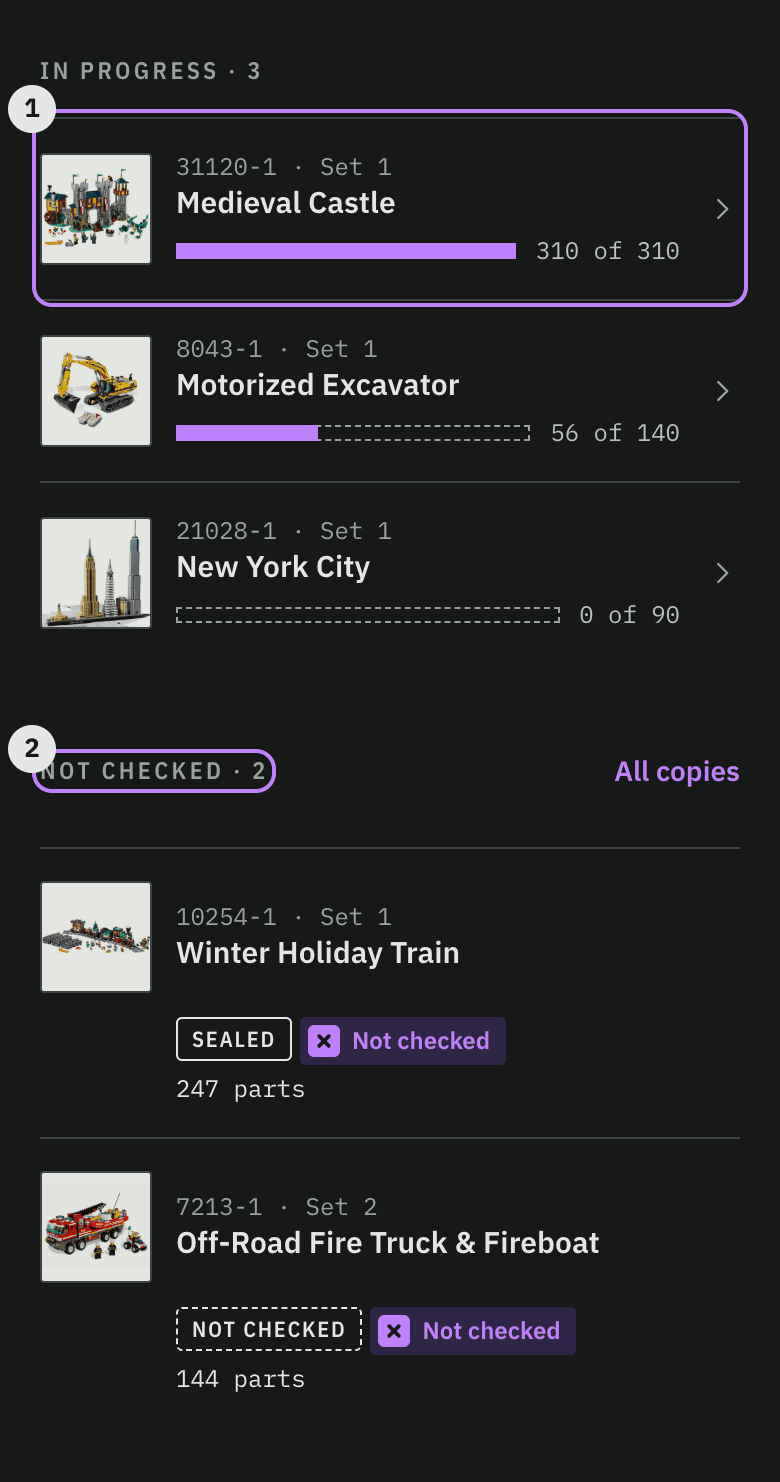 IN PROGRESS · 3
1
31120-1 · Set 1
Medieval Castle
310 of 310
8043-1 · Set 1
Motorized Excavator
56 of 140
21028-1 · Set 1
New York City
0 of 90
2
NOT CHECKED · 2
All copies
10254-1 · Set 1
Winter Holiday Train
SEALED
Not checked
247 parts
7213-1 · Set 2
Off-Road Fire Truck & Fireboat
NOT CHECKED
Not checked
144 parts